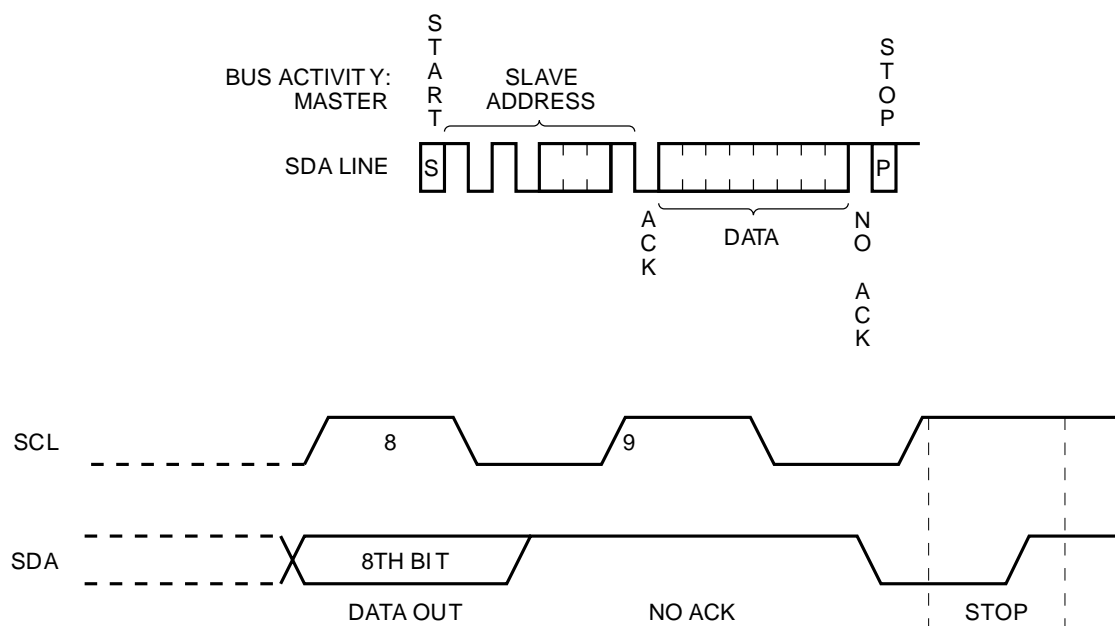 START
STOP
BUS ACTIVITY:
MASTER
SLAVE
ADDRESS
SDA LINE
S
P
ACK
DATA
NO ACK
SCL
8
9
SDA
8TH BIT
DATA OUT
NO ACK
STOP